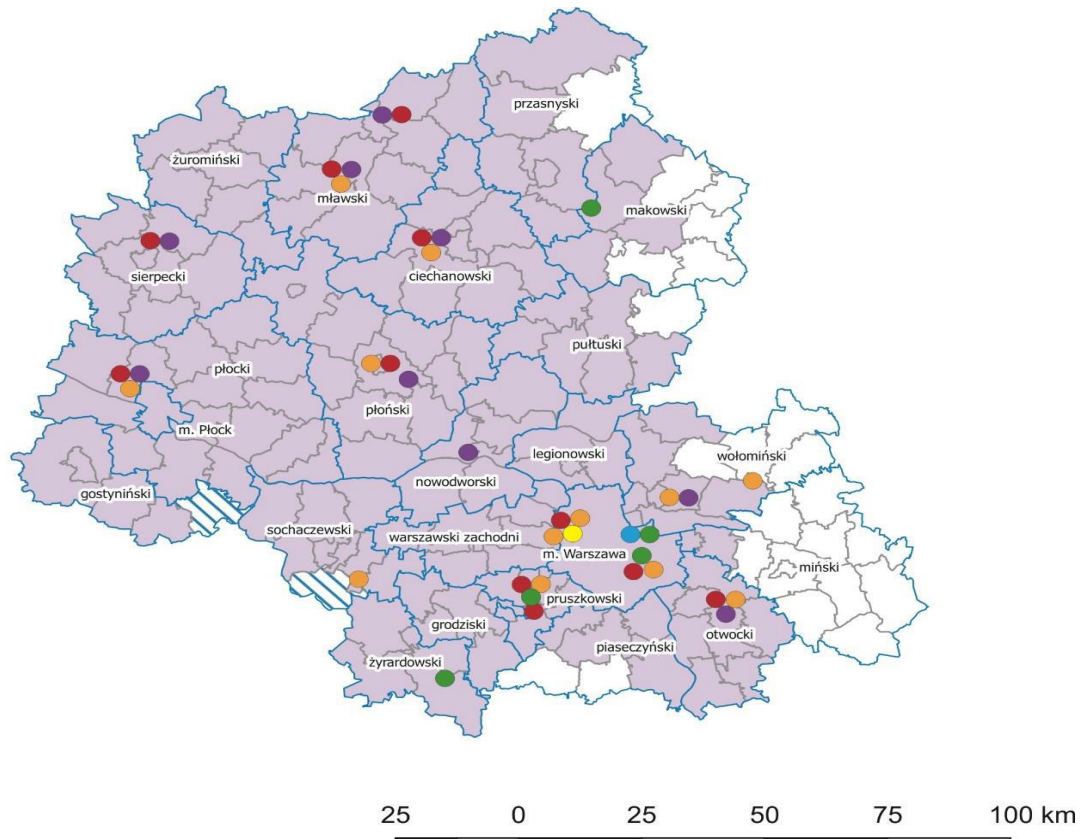 przasnyski
żuromiński
mławski
makowski
sierpecki
ciechanowski
pułtuski
płocki
płoński
m. Płock
wołomiński
legionowski
gostyniński
nowodworski
sochaczewski
warszawski zachodni
m. Warszawa
miński
pruszkowski
grodziski
otwocki
piaseczyński
żyrardowski
25 0 25 50 75 100 km